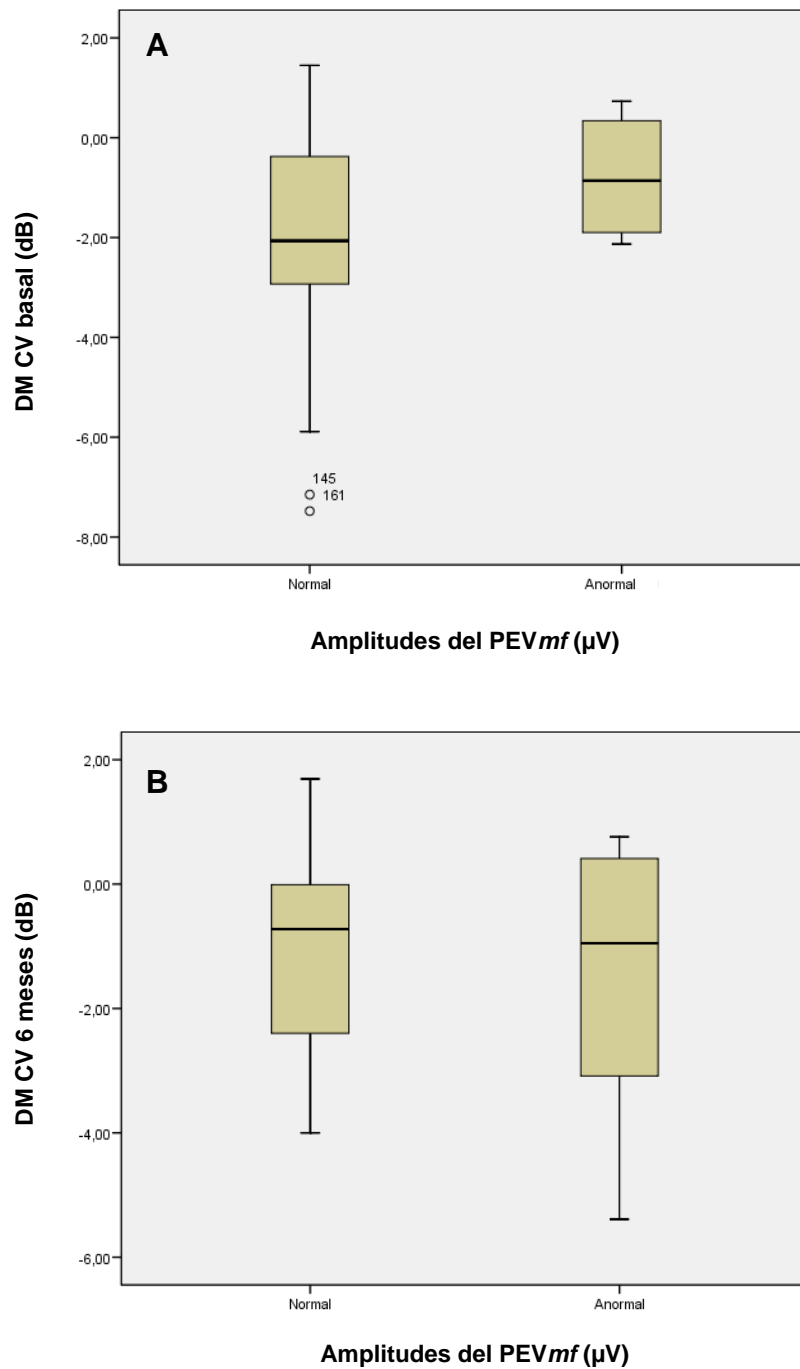 A
2,00
0,00
-2,00
-4,00
-6,00
-8,00
DM CV basal (dB)
145
161
Normal
Anormal
Amplitudes del PEVmf (µV)
B
2,00
0,00
-2,00
-4,00
-6,00
DM CV 6 meses (dB)
Normal
Anormal
Amplitudes del PEVmf (µV)